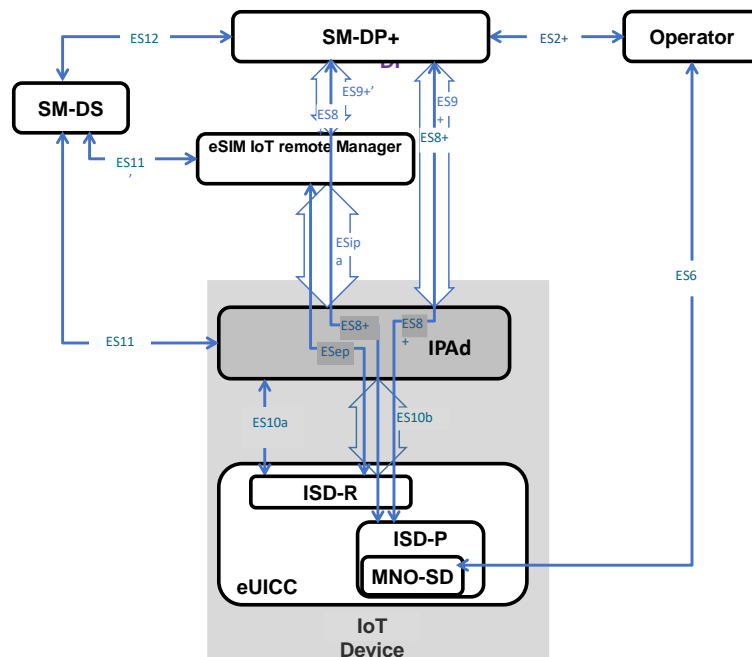 ES12
SM-DP+
DP
ES2+
Operator
SM-DS
ES9+'
ES8
+
ES9
+
ES8+
eSIM IoT remote Manager
ES11
'
ESip
a
ES6
ES8+
ES8
+
ES11
ESep
IPAd
ES10a
ES10b
ISD-R
ISD-P
MNO-SD
eUICC
IoT
Device